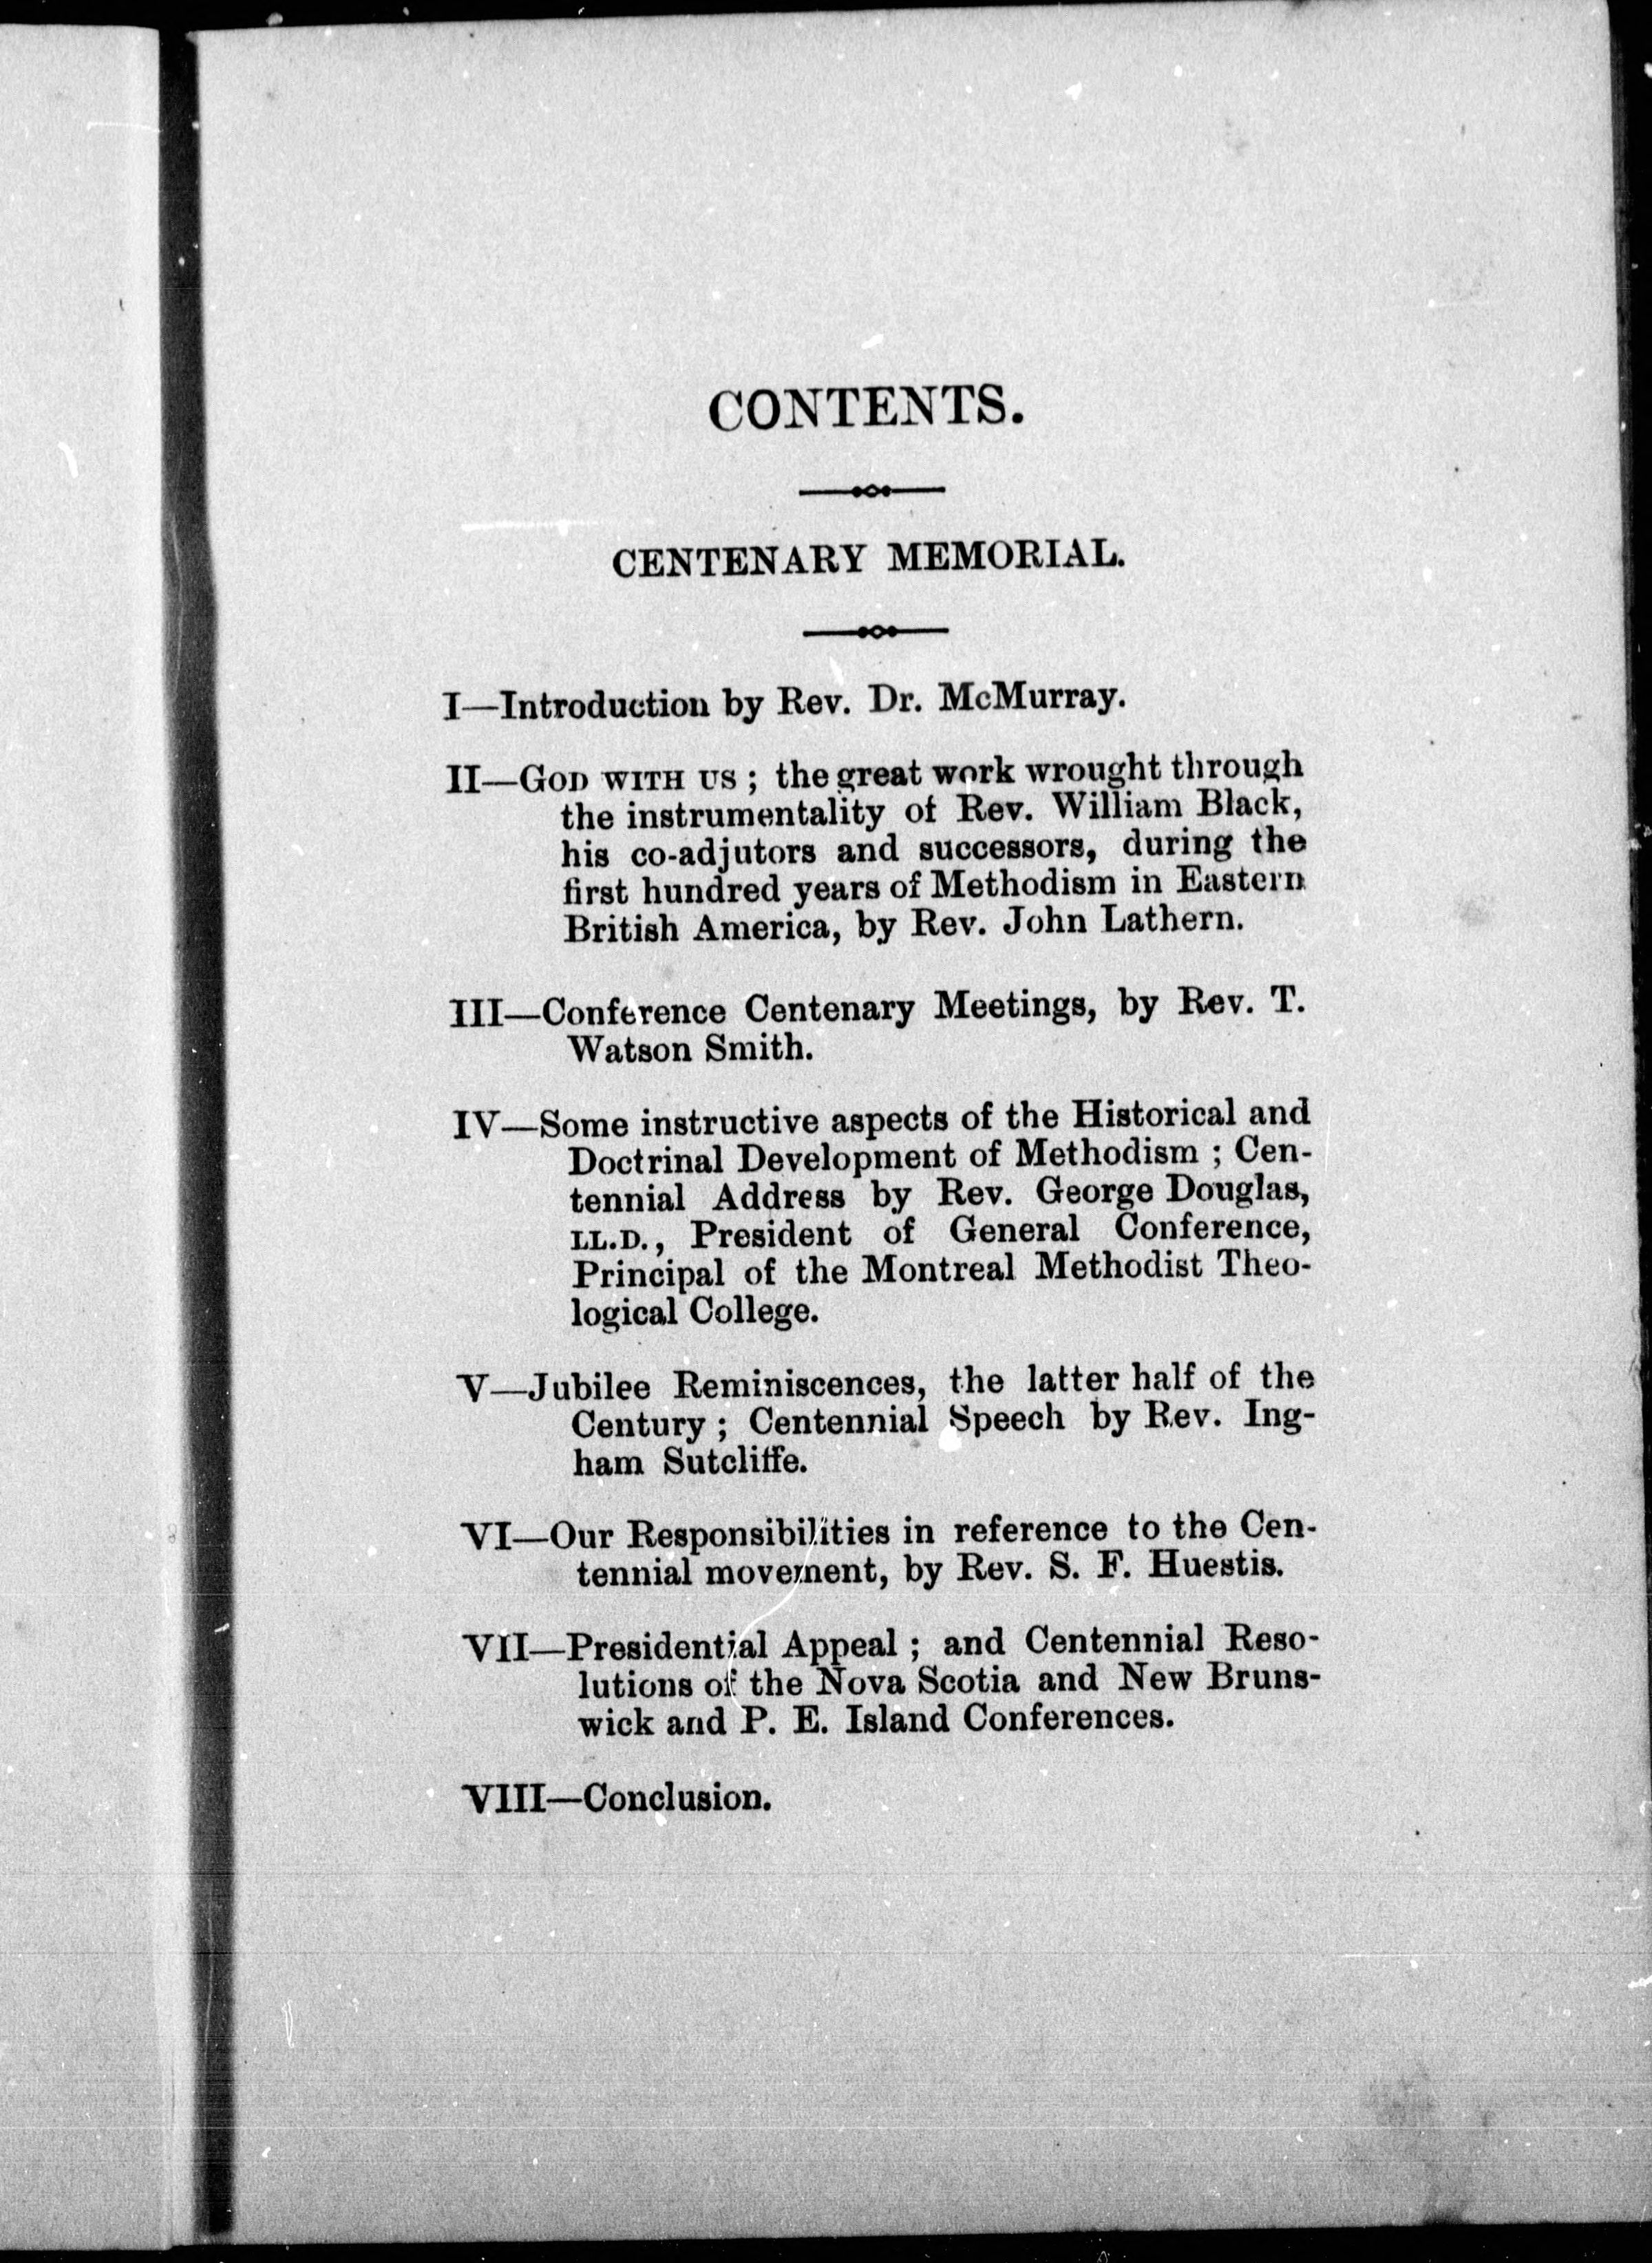 CONTENTS.
CENTENARY MEMORIAL.
I—Introduction by Rev. Dr. McMurray.
II—GOD WITH US ; the great work wrought through
the instrumentality of Rev. William Black,
his co-adjutors and successors, during the
first hundred years of Methodism in Eastern
British America, by Rev. John Lathern.
III—Conference Centenary Meetings, by Rev. T.
Watson Smith.
IV—Some instructive aspects of the Historical and
Doctrinal Development of Methodism ; Cen-
tennial Address by Rev. George Douglas,
LL.D., President of General Conference,
Principal of the Montreal Methodist Theo-
logical College.
V—Jubilee Reminiscences, the latter half of the
Century ; Centennial Speech by Rev. Ing-
ham Sutcliffe.
VI—Our Responsibilities in reference to the Cen-
tennial movement, by Rev. S. F. Huestis.
VII—Presidential Appeal ; and Centennial Reso-
lutions of the Nova Scotia and New Bruns-
wick and P. E. Island Conferences.
VIII—Conclusion.